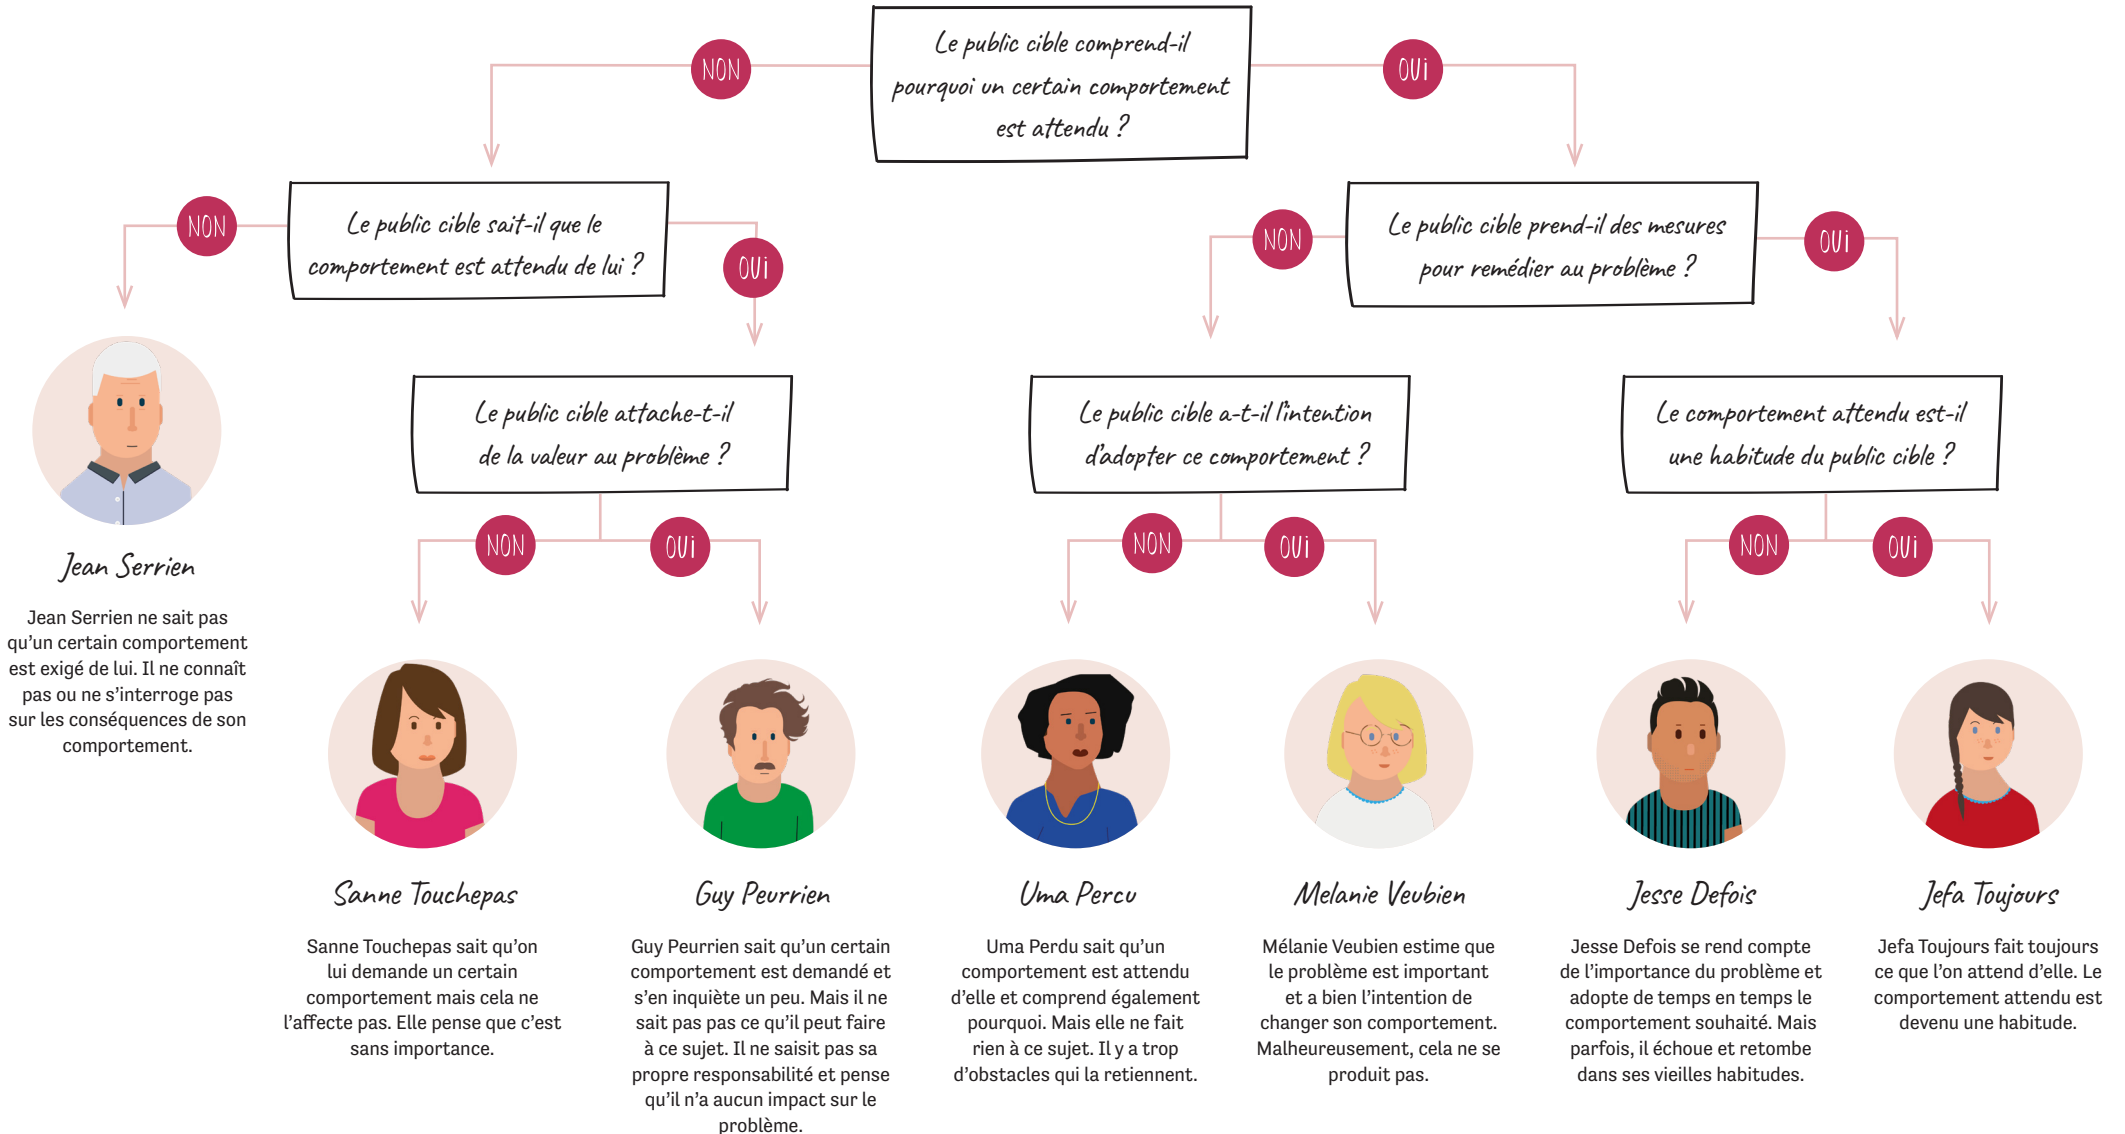 Le public cible comprend-il
pourquoi un certain comportement
est attendu ?
NON
OUi
Le public cible sait-il que le
comportement est attendu de lui ?
NON
OUi
Le public cible prend-il des mesures
pour remédier au problème ?
NON
OUi
Le public cible attache-t-il
de la valeur au problème ?
NON
OUi
Le public cible a-t-il l'intention
d'adopter ce comportement ?
NON
OUi
Le comportement attendu est-il
une habitude du public cible ?
NON
OUi
Jean Serrien
Jean Serrien ne sait pas
qu'un certain comportement
est exigé de lui. Il ne connaît
pas ou ne s'interroge pas
sur les conséquences de son
comportement.
Sanne Touchepas
Sanne Touchepas sait qu'on
lui demande un certain
comportement mais cela ne
l'affecte pas. Elle pense que c'est
sans importance.
Guy Peurrien
Guy Peurrien sait qu'un certain
comportement est demandé et
s'en inquiète un peu. Mais il ne
sait pas pas ce qu'il peut faire
à ce sujet. Il ne saisit pas sa
propre responsabilité et pense
qu'il n'a aucun impact sur le
problème.
Uma Percu
Uma Perdu sait qu'un
comportement est attendu
d'elle et comprend également
pourquoi. Mais elle ne fait
rien à ce sujet. Il y a trop
d'obstacles qui la retiennent.
Melanie Veubien
Mélanie Veubien estime que
le problème est important
et a bien l'intention de
changer son comportement.
Malheureusement, cela ne se
produit pas.
Jesse Defois
Jesse Defois se rend compte
de l'importance du problème et
adopte de temps en temps le
comportement souhaité. Mais
parfois, il échoue et retombe
dans ses vieilles habitudes.
Jefa Toujours
Jefa Toujours fait toujours
ce que l'on attend d'elle. Le
comportement attendu est
devenu une habitude.